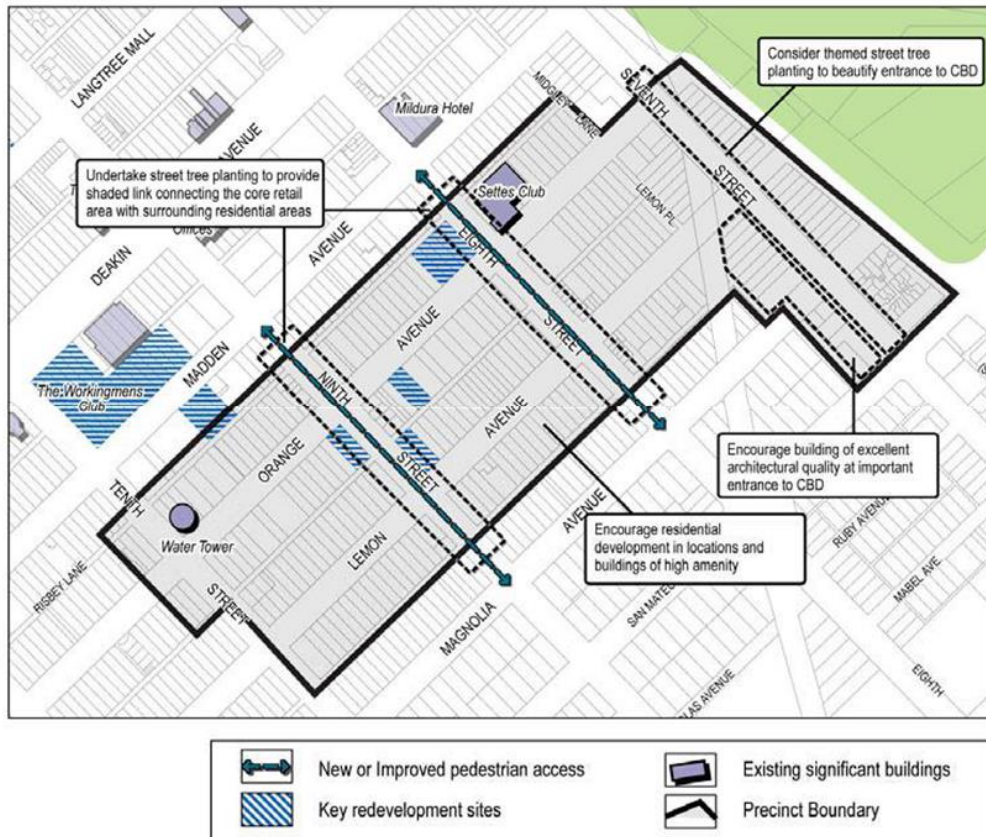 LANGTREE MALL
Mildura Hotel
MIDGLEY LANE
SEVENTH
STREET
Consider themed street tree
planting to beautify entrance to CBD
Undertake street tree planting to provide
shaded link connecting the core retail
area with surrounding residential areas
AVENUE
Offices
DEAKIN
AVENUE
Settes Club
LEMON PL
EIGHTH
STREET
MADDEN
The Workingmens
Club
NINTH
STREET
AVENUE
ORANGE
AVENUE
TENTH
STREET
Water Tower
LEMON
RISBEY LANE
MAGNOLIA
AVENUE
Encourage residential
development in locations and
buildings of high amenity
Encourage building of excellent
architectural quality at important
entrance to CBD
RUBY AVENUE
MABEL AVE
EIGHTH
New or Improved pedestrian access
Existing significant buildings
Key redevelopment sites
Precinct Boundary